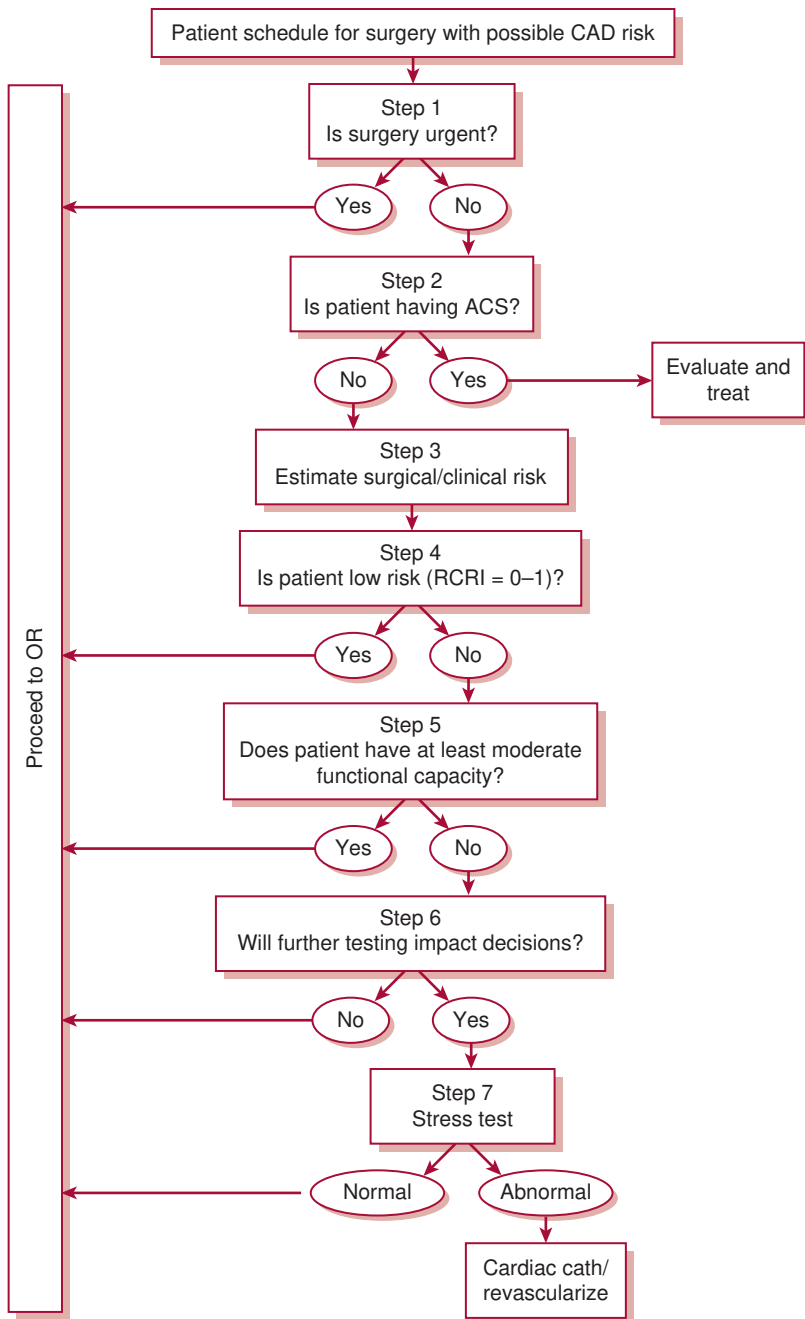 Patient schedule for surgery with possible CAD risk
Step 1
Is surgery urgent?
Yes
No
Step 2
Is patient having ACS?
No
Yes
Evaluate and
treat
Step 3
Estimate surgical/clinical risk
Step 4
Is patient low risk (RCRI = 0–1)?
Yes
No
Proceed to OR
Step 5
Does patient have at least moderate
functional capacity?
Yes
No
Step 6
Will further testing impact decisions?
No
Yes
Step 7
Stress test
Normal
Abnormal
Cardiac cath/
revascularize